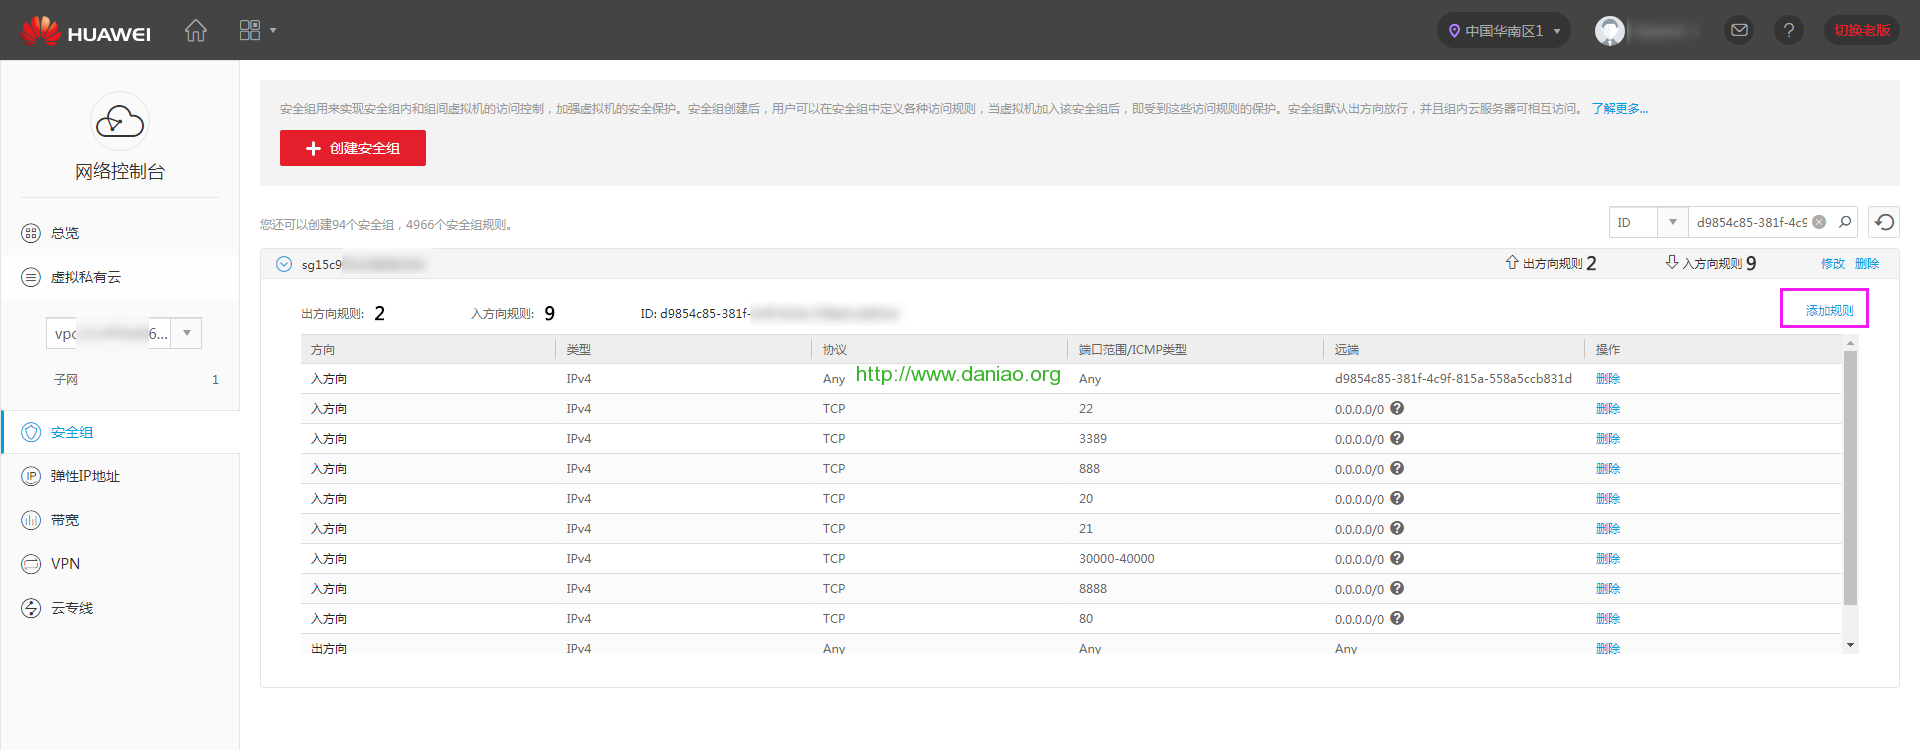 HUAWEI
中国华南区1
切换老版
网络控制台
总览
虚拟私有云
vpc
6...
子网 1
安全组
弹性IP地址
带宽
VPN
云专线
安全组用来实现安全组内和组间虚拟机的访问控制，加强虚拟机的安全保护。安全组创建后，用户可以在安全组中定义各种访问规则，当虚拟机加入该安全组后，即受到这些访问规则的保护。安全组默认出方向放行，并且组内云服务器可相互访问。 了解更多...
创建安全组
您还可以创建94个安全组，4966个安全组规则。
ID d9854c85-381f-4c9
sg15c9 出方向规则 2 入方向规则 9 修改 删除
出方向规则: 2 入方向规则: 9 ID: d9854c85-381f- 添加规则
方向 类型 协议 端口范围/ICMP类型 远端 操作
入方向 IPv4 Any http://www.daniao.org Any d9854c85-381f-4c9f-815a-558a5ccb831d 删除
入方向 IPv4 TCP 22 0.0.0.0/0 删除
入方向 IPv4 TCP 3389 0.0.0.0/0 删除
入方向 IPv4 TCP 888 0.0.0.0/0 删除
入方向 IPv4 TCP 20 0.0.0.0/0 删除
入方向 IPv4 TCP 21 0.0.0.0/0 删除
入方向 IPv4 TCP 30000-40000 0.0.0.0/0 删除
入方向 IPv4 TCP 8888 0.0.0.0/0 删除
入方向 IPv4 TCP 80 0.0.0.0/0 删除
出方向 IPv4 Any Any Any 删除